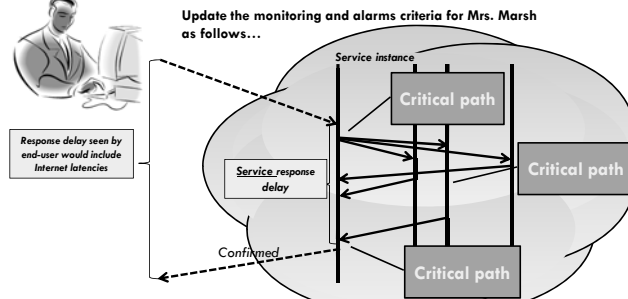 Update the monitoring and alarms criteria for Mrs. Marsh
as follows…
Service instance
Critical path
Response delay seen by
end-user would include
Internet latencies
Service response
delay
Critical path
Confirmed
Critical path